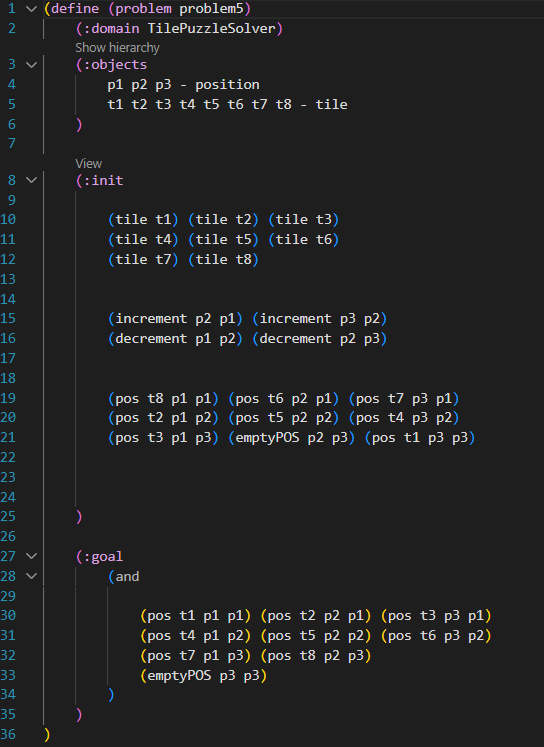 1 (define (problem problem5)
2 (:domain TilePuzzleSolver)
Show hierarchy
3 (:objects
4 p1 p2 p3 - position
5 t1 t2 t3 t4 t5 t6 t7 t8 - tile
6 )
7
View
8 (:init
9
10 (tile t1) (tile t2) (tile t3)
11 (tile t4) (tile t5) (tile t6)
12 (tile t7) (tile t8)
13
14
15 (increment p2 p1) (increment p3 p2)
16 (decrement p1 p2) (decrement p2 p3)
17
18
19 (pos t8 p1 p1) (pos t6 p2 p1) (pos t7 p3 p1)
20 (pos t2 p1 p2) (pos t5 p2 p2) (pos t4 p3 p2)
21 (pos t3 p1 p3) (emptyPOS p2 p3) (pos t1 p3 p3)
22
23
24
25 )
26
27 (:goal
28 (and
29
30 (pos t1 p1 p1) (pos t2 p2 p1) (pos t3 p3 p1)
31 (pos t4 p1 p2) (pos t5 p2 p2) (pos t6 p3 p2)
32 (pos t7 p1 p3) (pos t8 p2 p3)
33 (emptyPOS p3 p3)
34 )
35 )
36 )